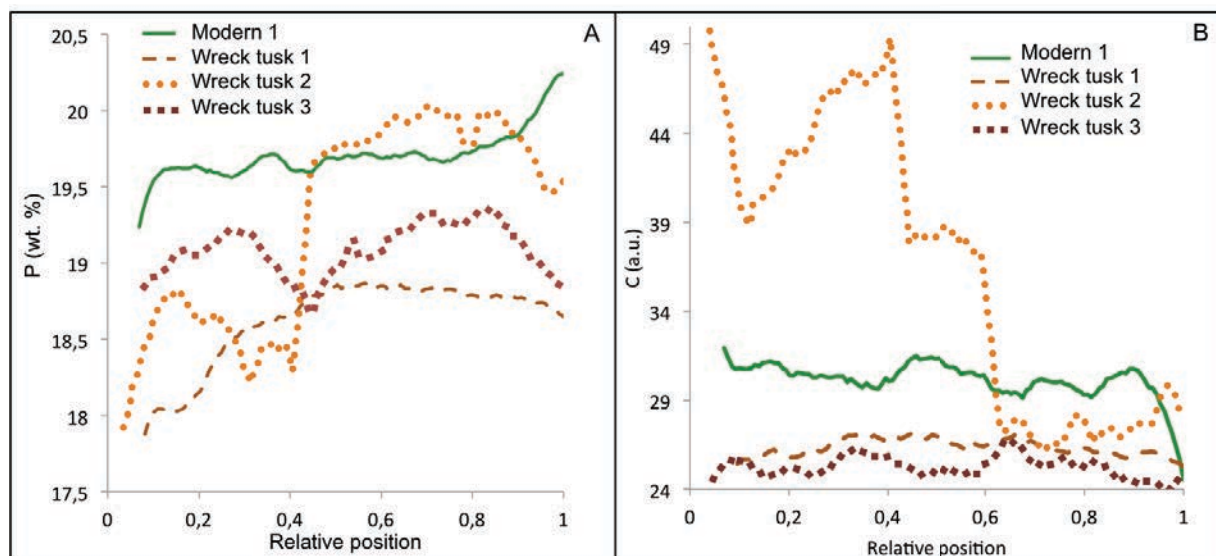 A
Modern 1
Wreck tusk 1
Wreck tusk 2
Wreck tusk 3
20,5
20
19,5
19
18,5
18
17,5
P (wt. %)
0 0,2 0,4 0,6 0,8 1
Relative position
B
Modern 1
Wreck tusk 1
Wreck tusk 2
Wreck tusk 3
49
44
39
34
29
24
C (a.u.)
0 0,2 0,4 0,6 0,8 1
Relative position